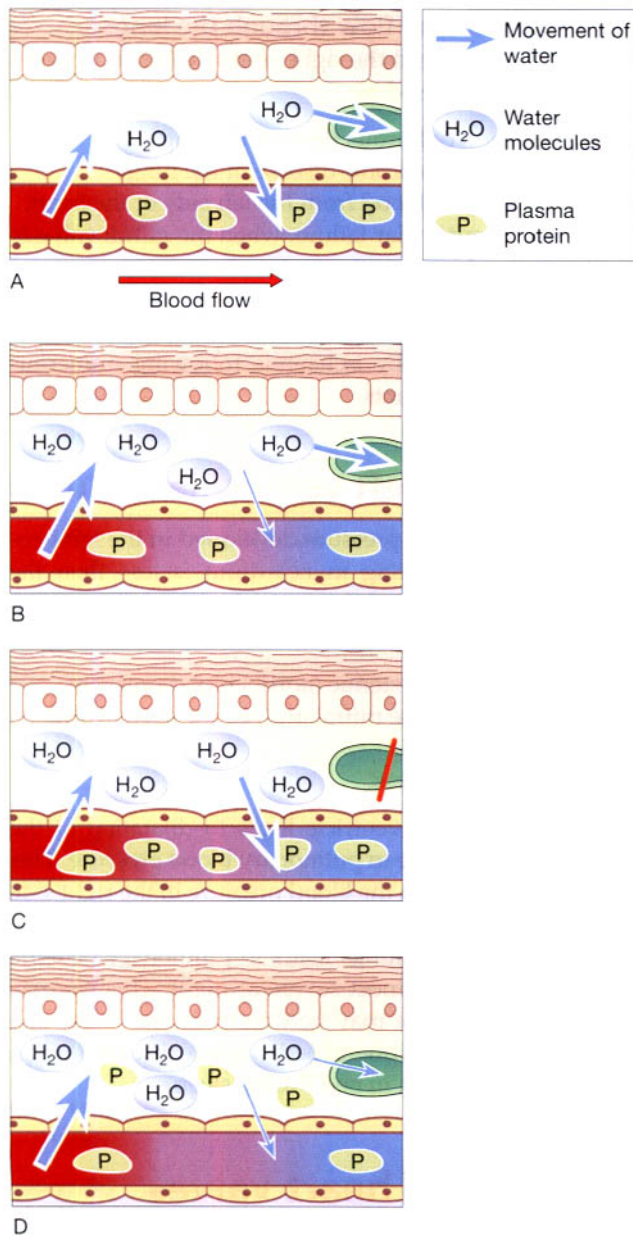 H₂O
H₂O
P P P P P
A
Blood flow
Movement of
water
H₂O
Water
molecules
P
Plasma
protein
H₂O H₂O H₂O
H₂O
P P P
B
H₂O H₂O
H₂O H₂O
P P P P P
C
H₂O H₂O H₂O
P P
H₂O
P
P P
D